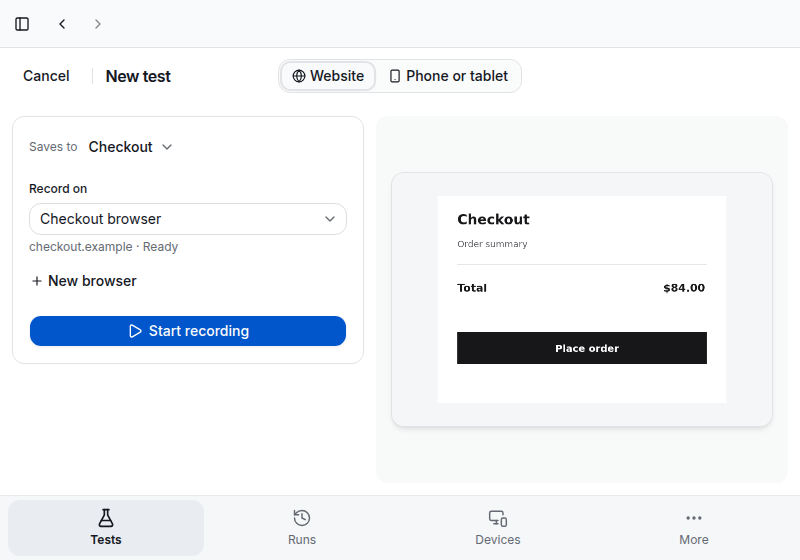 Cancel
New test
Website
Phone or tablet
Saves to Checkout
Record on
Checkout browser
checkout.example · Ready
+ New browser
Start recording
Checkout
Order summary
Total $84.00
Place order
Tests
Runs
Devices
More